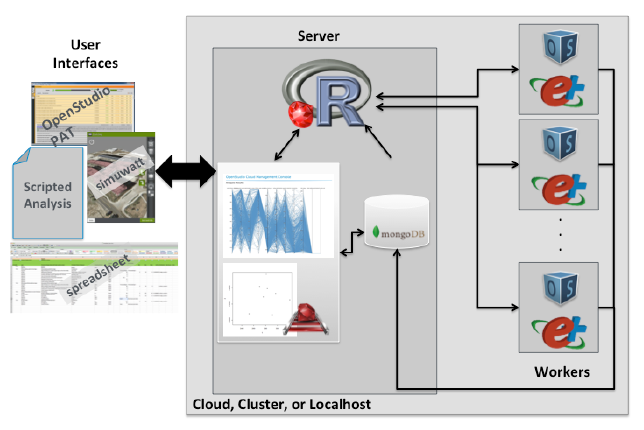 User
Interfaces
Server
OpenStudio
PAT
simuwatt
Scripted
Analysis
spreadsheet
OpenStudio Cloud Management Console
R
mongoDB
OS
e+
OS
e+
OS
e+
Workers
Cloud, Cluster, or Localhost